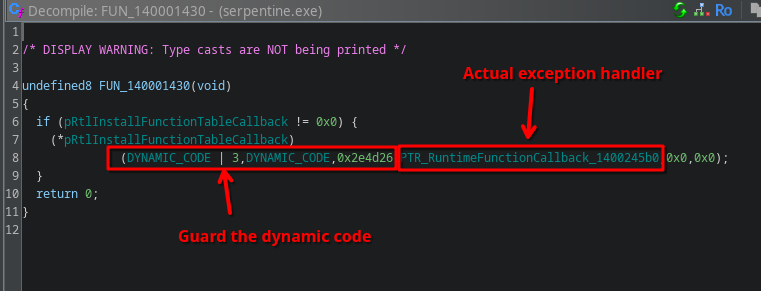 Decompile: FUN_140001430 - (serpentine.exe)
Ro
1
2 /* DISPLAY WARNING: Type casts are NOT being printed */
3
4 undefined8 FUN_140001430(void)
5 {
6 if (pRtlInstallFunctionTableCallback != 0x0) {
7 (*pRtlInstallFunctionTableCallback)
8 (DYNAMIC_CODE | 3,DYNAMIC_CODE,0x2e4d26,PTR_RuntimeFunctionCallback_1400245b0,0x0,0x0);
9 }
10 return 0;
11 }
12
Actual exception handler
Guard the dynamic code